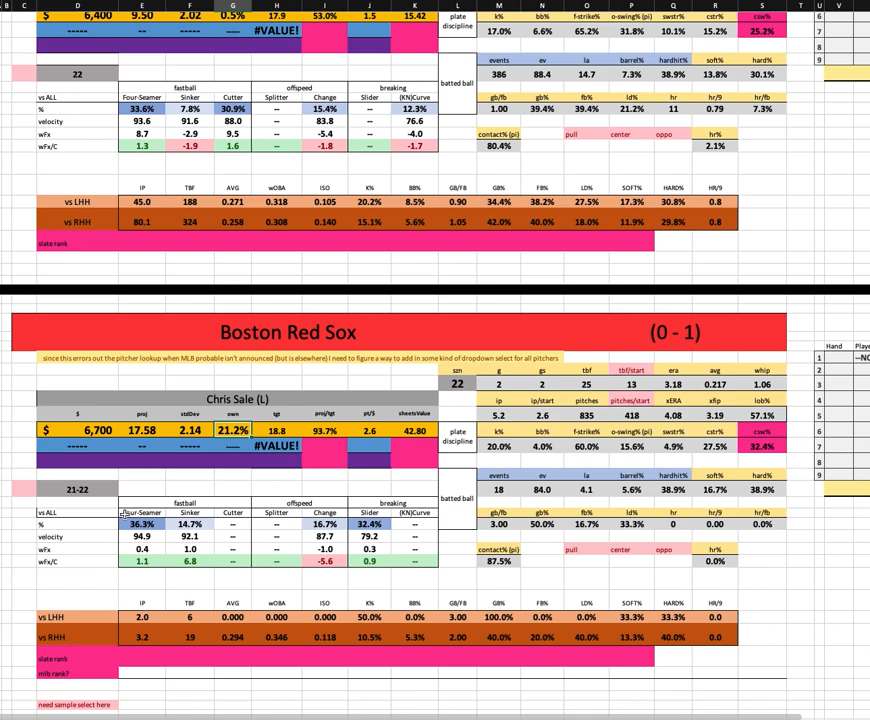 B C D E F G H I J K L M N O P Q R S T U V
$ 6,400 9.50 2.02 0.5% 17.9 53.0% 1.5 15.42 plate discipline k% bb% f-strike% o-swing% (pi) swstr% cstr% csw% 6
----- -- ----- ---- #VALUE! 17.0% 6.6% 65.2% 31.8% 10.1% 15.2% 25.2% 7
8
events ev la barrel% hardhit% soft% hard% 9
22 batted ball 386 88.4 14.7 7.3% 38.9% 13.8% 30.1%
fastball offspeed breaking
vs ALL Four-Seamer Sinker Cutter Splitter Change Slider (KN)Curve gb/fb gb% fb% ld% hr hr/9 hr/fb
% 33.6% 7.8% 30.9% -- 15.4% -- 12.3% 1.00 39.4% 39.4% 21.2% 11 0.79 7.3%
velocity 93.6 91.6 88.0 -- 83.8 -- 76.6
wFx 8.7 -2.9 9.5 -- -5.4 -- -4.0 contact% (pi) pull center oppo hr%
wFx/C 1.3 -1.9 1.6 -- -1.8 -- -1.7 80.4% 2.1%
IP TBF AVG wOBA ISO K% BB% GB/FB GB% FB% LD% SOFT% HARD% HR/9
vs LHH 45.0 188 0.271 0.318 0.105 20.2% 8.5% 0.90 34.4% 38.2% 27.5% 17.3% 30.8% 0.8
vs RHH 80.1 324 0.258 0.308 0.140 15.1% 5.6% 1.05 42.0% 40.0% 18.0% 11.9% 29.8% 0.8
slate rank
Boston Red Sox (0 - 1)
Hand
since this errors out the pitcher lookup when MLB probable isn't announced (but is elsewhere) I need to figure a way to add in some kind of dropdown select for all pitchers 1
szn g gs tbf tbf/start era avg whip 2
22 2 2 25 13 3.18 0.217 1.06 3
Chris Sale (L) ip ip/start pitches pitches/start xERA xfip lob% 4
$ proj stdDev own tgt proj/tgt pt/$ sheetsValue 5.2 2.6 835 418 4.08 3.19 57.1% 5
$ 6,700 17.58 2.14 21.2% 18.8 93.7% 2.6 42.80 plate discipline k% bb% f-strike% o-swing% (pi) swstr% cstr% csw% 6
----- -- ----- ---- #VALUE! 20.0% 4.0% 60.0% 15.6% 4.9% 27.5% 32.4% 7
8
events ev la barrel% hardhit% soft% hard% 9
21-22 batted ball 18 84.0 4.1 5.6% 38.9% 16.7% 38.9%
fastball offspeed breaking
vs ALL Four-Seamer Sinker Cutter Splitter Change Slider (KN)Curve gb/fb gb% fb% ld% hr hr/9 hr/fb
% 36.3% 14.7% -- -- 16.7% 32.4% -- 3.00 50.0% 16.7% 33.3% 0 0.00 0.0%
velocity 94.9 92.1 -- -- 87.7 79.2 --
wFx 0.4 1.0 -- -- -1.0 0.3 -- contact% (pi) pull center oppo hr%
wFx/C 1.1 6.8 -- -- -5.6 0.9 -- 87.5% 0.0%
IP TBF AVG wOBA ISO K% BB% GB/FB GB% FB% LD% SOFT% HARD% HR/9
vs LHH 2.0 6 0.000 0.000 0.000 50.0% 0.0% 3.00 100.0% 0.0% 0.0% 33.3% 33.3% 0.0
vs RHH 3.2 19 0.294 0.346 0.118 10.5% 5.3% 2.00 40.0% 20.0% 40.0% 13.3% 40.0% 0.0
slate rank
mlb rank?
need sample select here